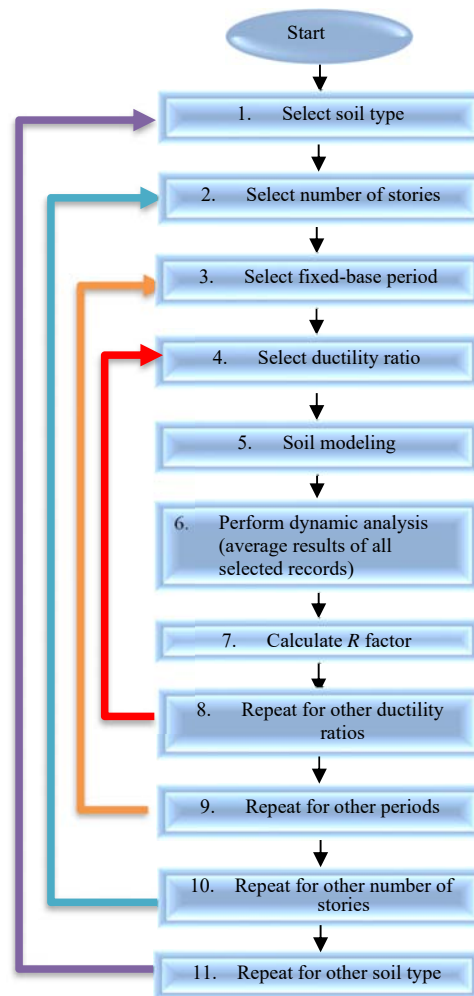 Start
1. Select soil type
2. Select number of stories
3. Select fixed-base period
4. Select ductility ratio
5. Soil modeling
6. Perform dynamic analysis
(average results of all
selected records)
7. Calculate R factor
8. Repeat for other ductility
ratios
9. Repeat for other periods
10. Repeat for other number of
stories
11. Repeat for other soil type